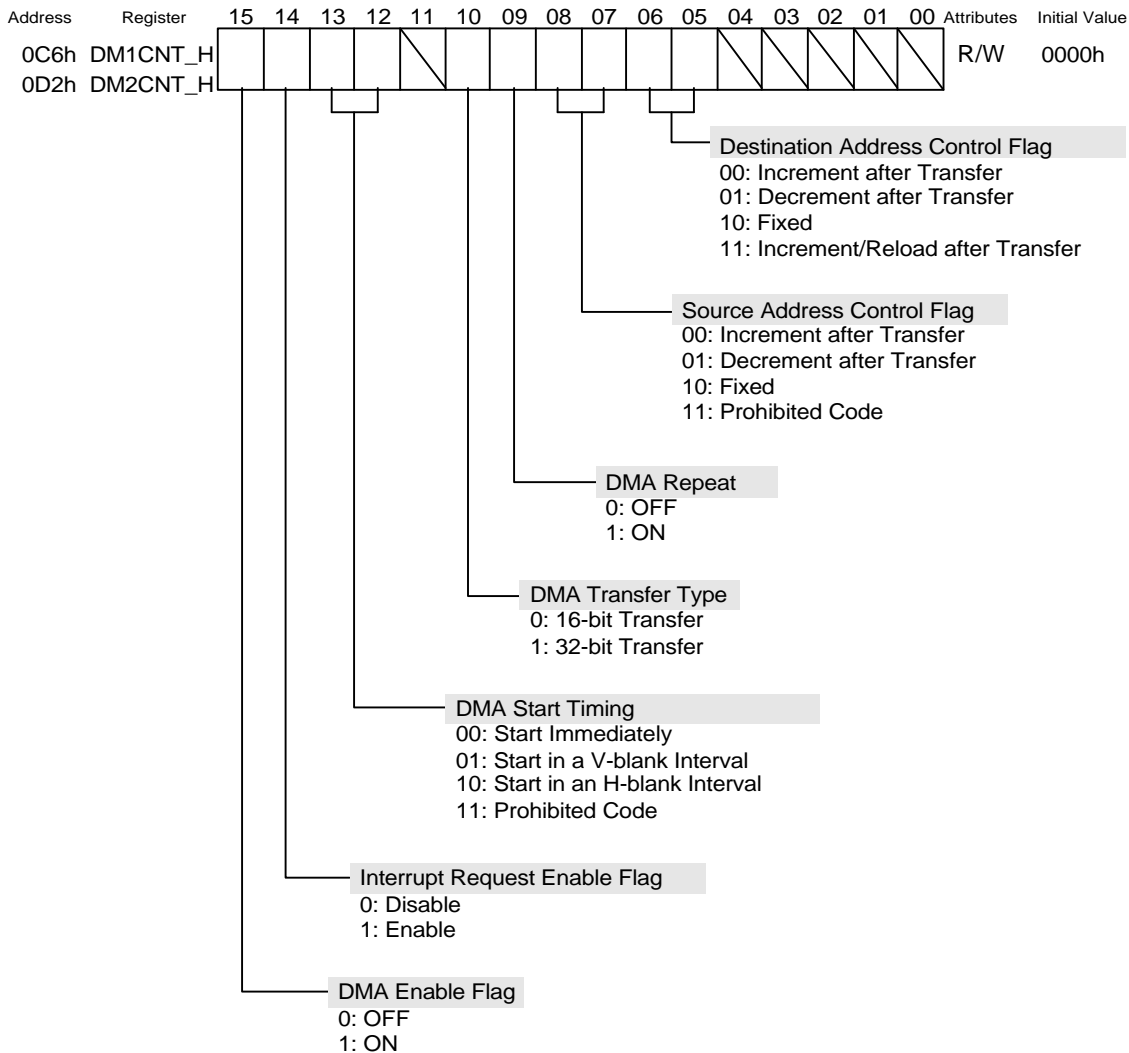 Address Register 15 14 13 12 11 10 09 08 07 06 05 04 03 02 01 00 Attributes Initial Value
0C6h DM1CNT_H R/W 0000h
0D2h DM2CNT_H
Destination Address Control Flag
00: Increment after Transfer
01: Decrement after Transfer
10: Fixed
11: Increment/Reload after Transfer
Source Address Control Flag
00: Increment after Transfer
01: Decrement after Transfer
10: Fixed
11: Prohibited Code
DMA Repeat
0: OFF
1: ON
DMA Transfer Type
0: 16-bit Transfer
1: 32-bit Transfer
DMA Start Timing
00: Start Immediately
01: Start in a V-blank Interval
10: Start in an H-blank Interval
11: Prohibited Code
Interrupt Request Enable Flag
0: Disable
1: Enable
DMA Enable Flag
0: OFF
1: ON